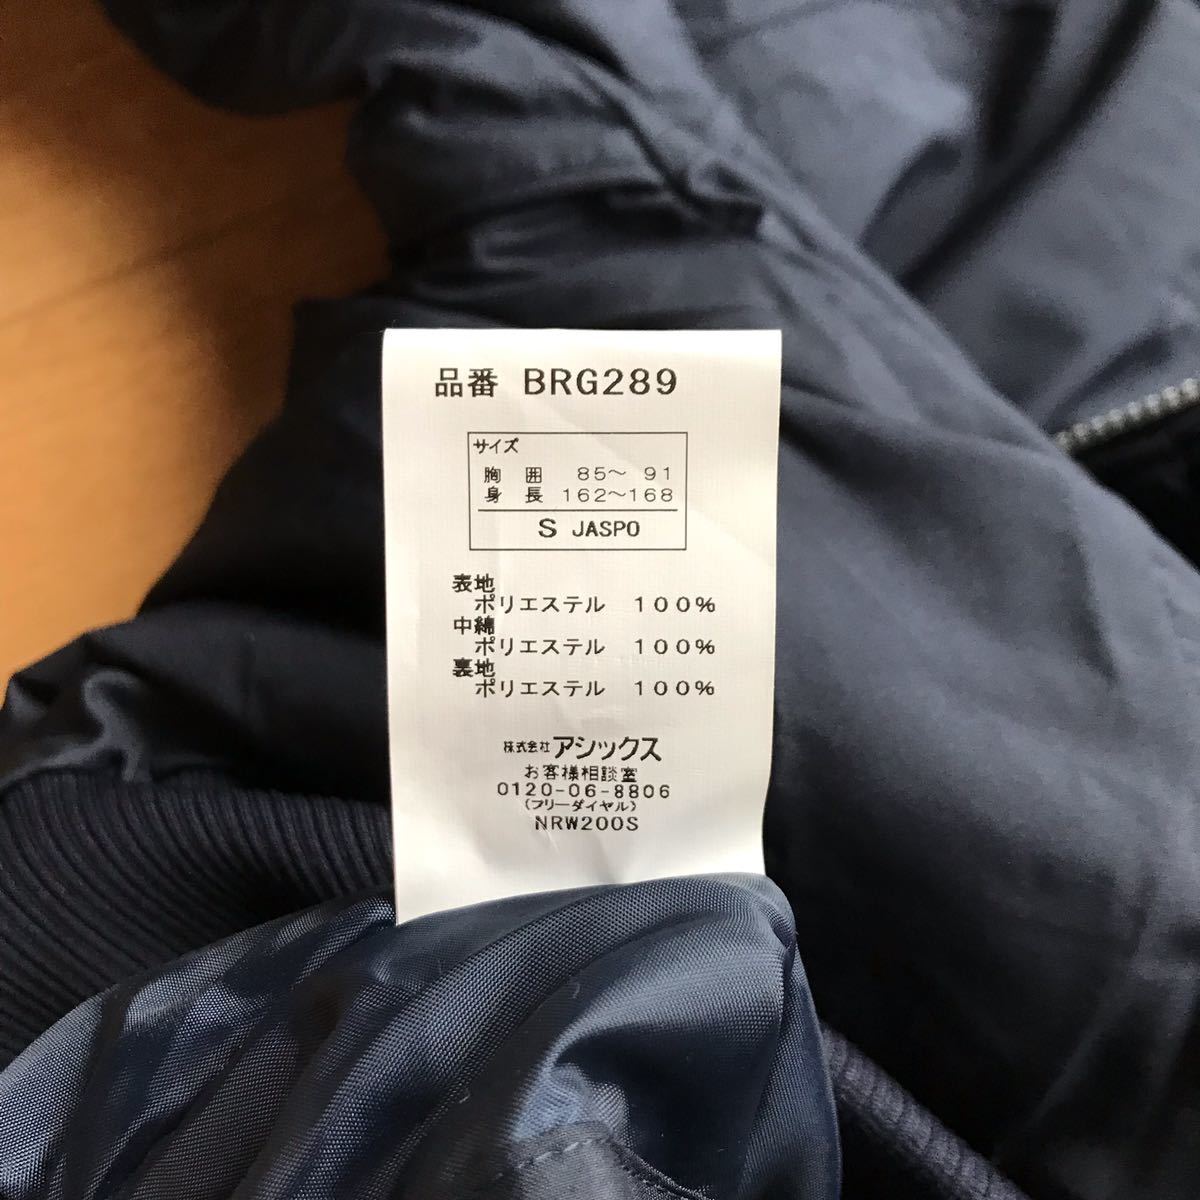 品番 BRG289
サイズ
胸 囲 85～ 91
身 長 162～168
S JASPO
表地
ポリエステル 100%
中綿
ポリエステル 100%
裏地
ポリエステル 100%
株式会社アシックス
お客様相談室
0120-06-8806
(フリーダイヤル)
NRW200S